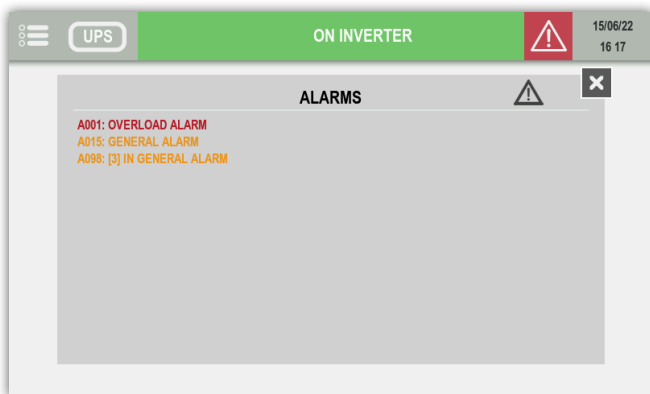 UPS
ON INVERTER
15/06/22
16 17
ALARMS
A001: OVERLOAD ALARM
A015: GENERAL ALARM
A098: [3] IN GENERAL ALARM